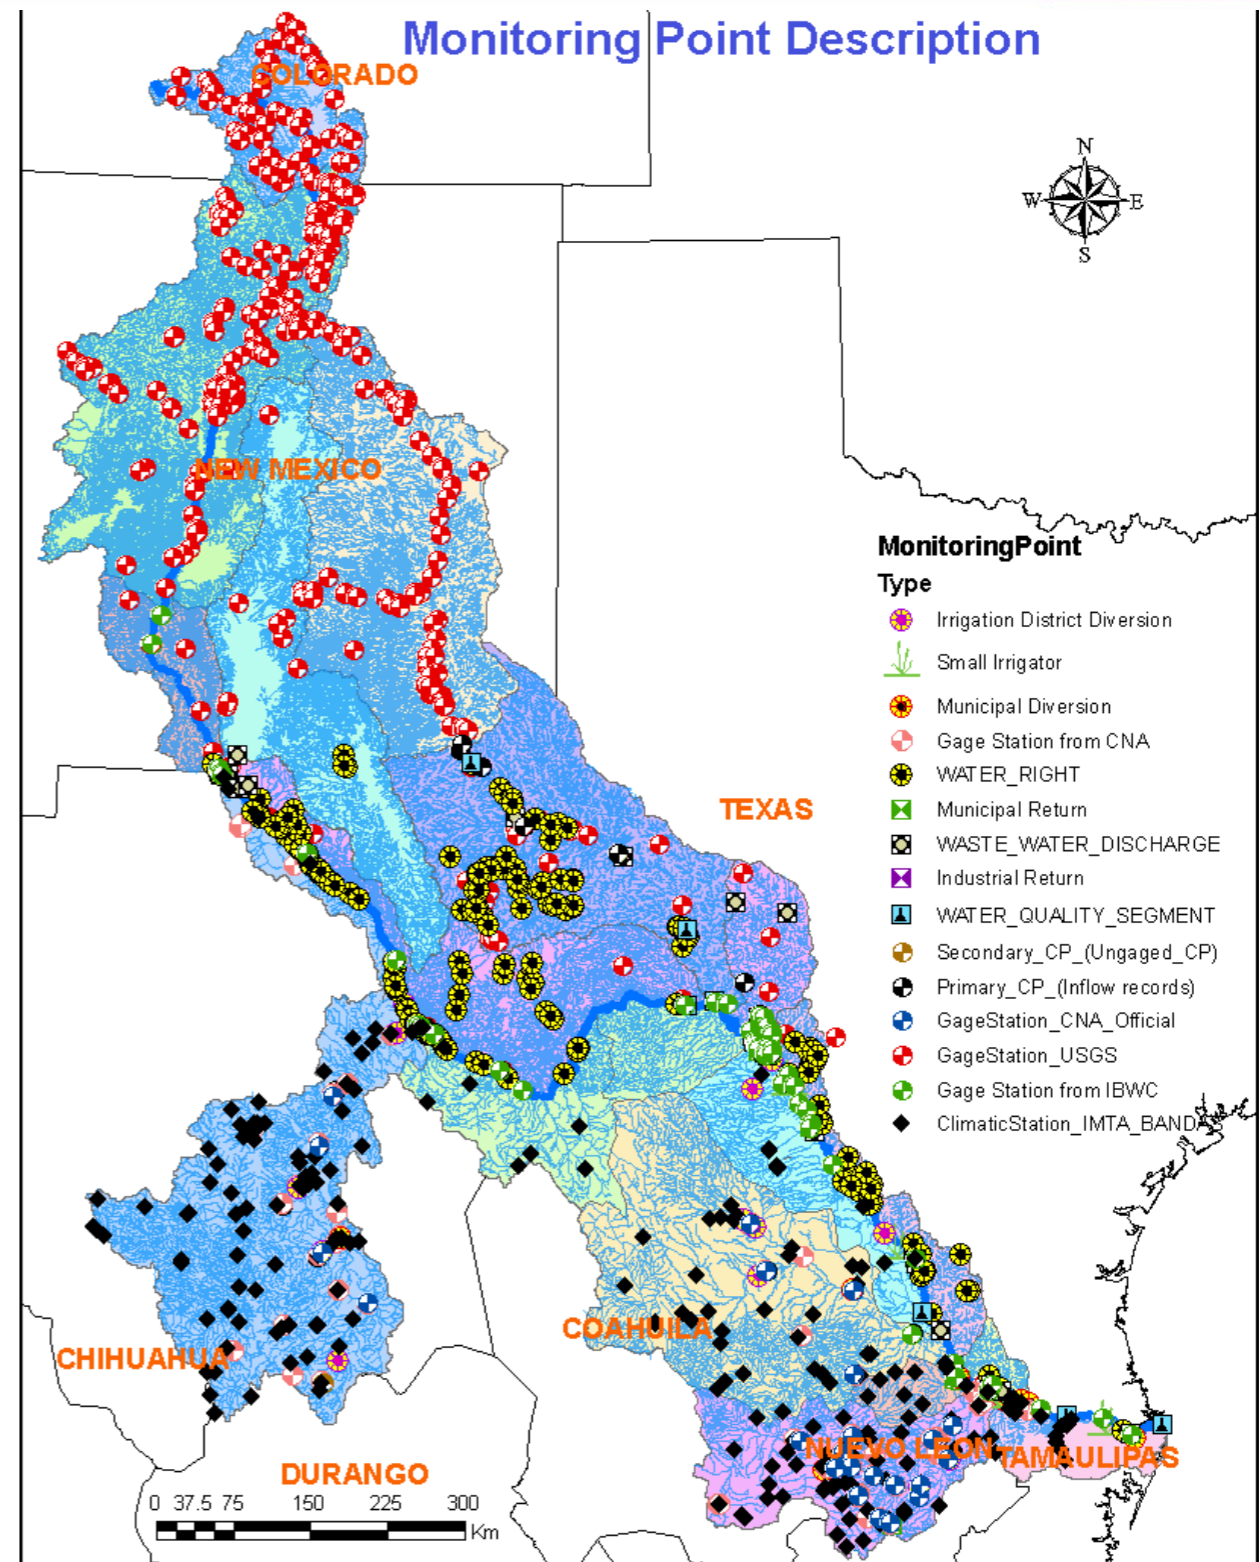 Monitoring Point Description
COLORADO
N
W E
S
NEW MEXICO
MonitoringPoint
Type
Irrigation District Diversion
Small Irrigator
Municipal Diversion
Gage Station from CNA
WATER_RIGHT
Municipal Return
WASTE_WATER_DISCHARGE
Industrial Return
WATER_QUALITY_SEGMENT
Secondary_CP_(Ungaged_CP)
Primary_CP_(Inflow records)
GageStation_CNA_Official
GageStation_USGS
Gage Station from IBWC
ClimaticStation_IMTA_BANDA
TEXAS
COAHUILA
CHIHUAHUA
NUEVO LEON
TAMAULIPAS
DURANGO
0 37.5 75 150 225 300
Km